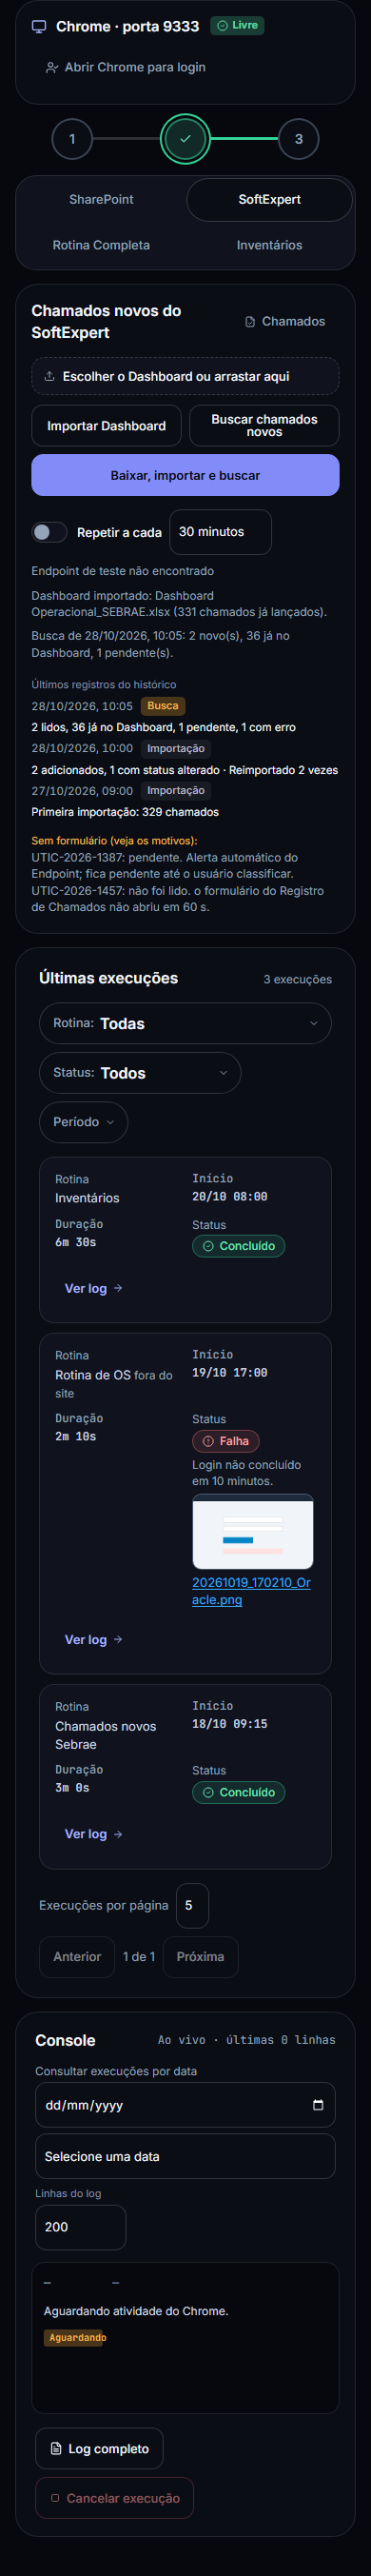 Chrome · porta 9333 Livre
Abrir Chrome para login
1 3
SharePoint SoftExpert
Rotina Completa Inventários
Chamados novos do
SoftExpert
Chamados
Escolher o Dashboard ou arrastar aqui
Importar Dashboard
Buscar chamados
novos
Baixar, importar e buscar
Repetir a cada 30 minutos
Endpoint de teste não encontrado
Dashboard importado: Dashboard
Operacional_SEBRAE.xlsx (331 chamados já lançados).
Busca de 28/10/2026, 10:05: 2 novo(s), 36 já no
Dashboard, 1 pendente(s).
Últimos registros do histórico
28/10/2026, 10:05 Busca
2 lidos, 36 já no Dashboard, 1 pendente, 1 com erro
28/10/2026, 10:00 Importação
2 adicionados, 1 com status alterado · Reimportado 2 vezes
27/10/2026, 09:00 Importação
Primeira importação: 329 chamados
Sem formulário (veja os motivos):
UTIC-2026-1387: pendente. Alerta automático do
Endpoint; fica pendente até o usuário classificar.
UTIC-2026-1457: não foi lido. o formulário do Registro
de Chamados não abriu em 60 s.
Últimas execuções 3 execuções
Rotina: Todas
Status: Todos
Período
Rotina Início
Inventários 20/10 08:00
Duração Status
6m 30s Concluído
Ver log →
Rotina Início
Rotina de OS fora do 19/10 17:00
site
Duração Status
2m 10s Falha
Login não concluído
em 10 minutos.
20261019_170210_Or
acle.png
Ver log →
Rotina Início
Chamados novos 18/10 09:15
Sebrae
Duração Status
3m 0s Concluído
Ver log →
Execuções por página 5
Anterior 1 de 1 Próxima
Console Ao vivo · últimas 0 linhas
Consultar execuções por data
dd/mm/yyyy
Selecione uma data
Linhas do log
200
— —
Aguardando atividade do Chrome.
Aguardando
Log completo
Cancelar execução